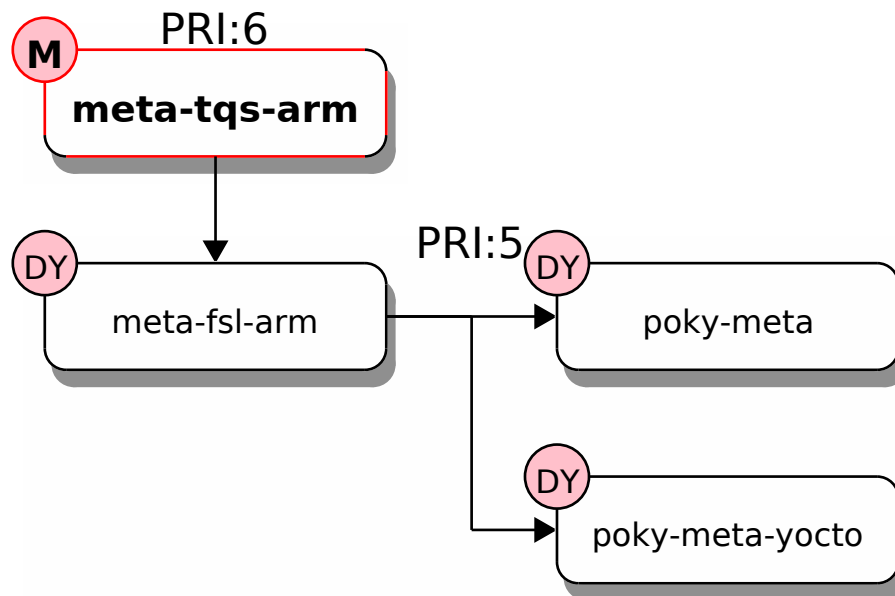 PRI:6
M
meta-tqs-arm
PRI:5
DY
meta-fsl-arm
DY
poky-meta
DY
poky-meta-yocto